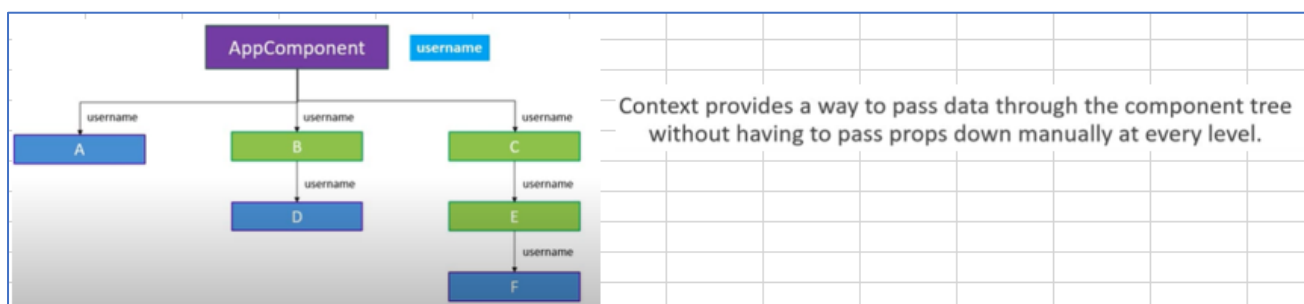 AppComponent
username
username
username
username
A
B
C
username
username
D
E
username
F
Context provides a way to pass data through the component tree
without having to pass props down manually at every level.